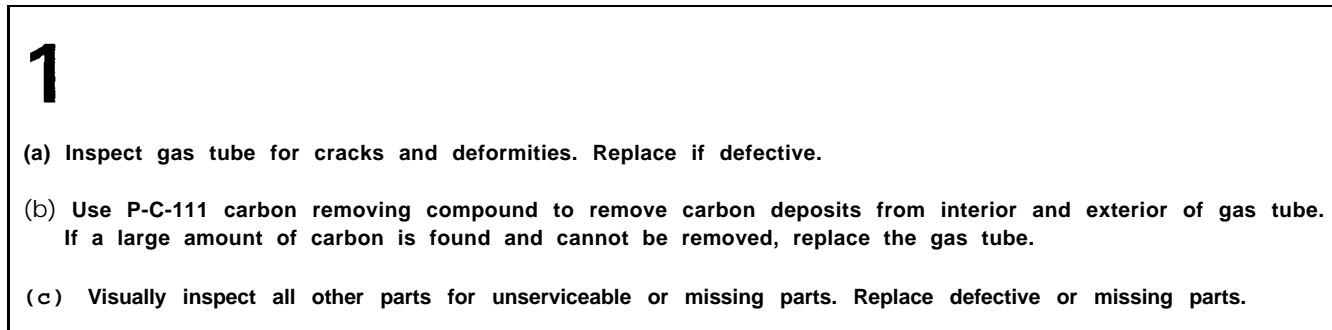 1
(a) Inspect gas tube for cracks and deformities. Replace if defective.
(b) Use P-C-111 carbon removing compound to remove carbon deposits from interior and exterior of gas tube.
If a large amount of carbon is found and cannot be removed, replace the gas tube.
(c) Visually inspect all other parts for unserviceable or missing parts. Replace defective or missing parts.